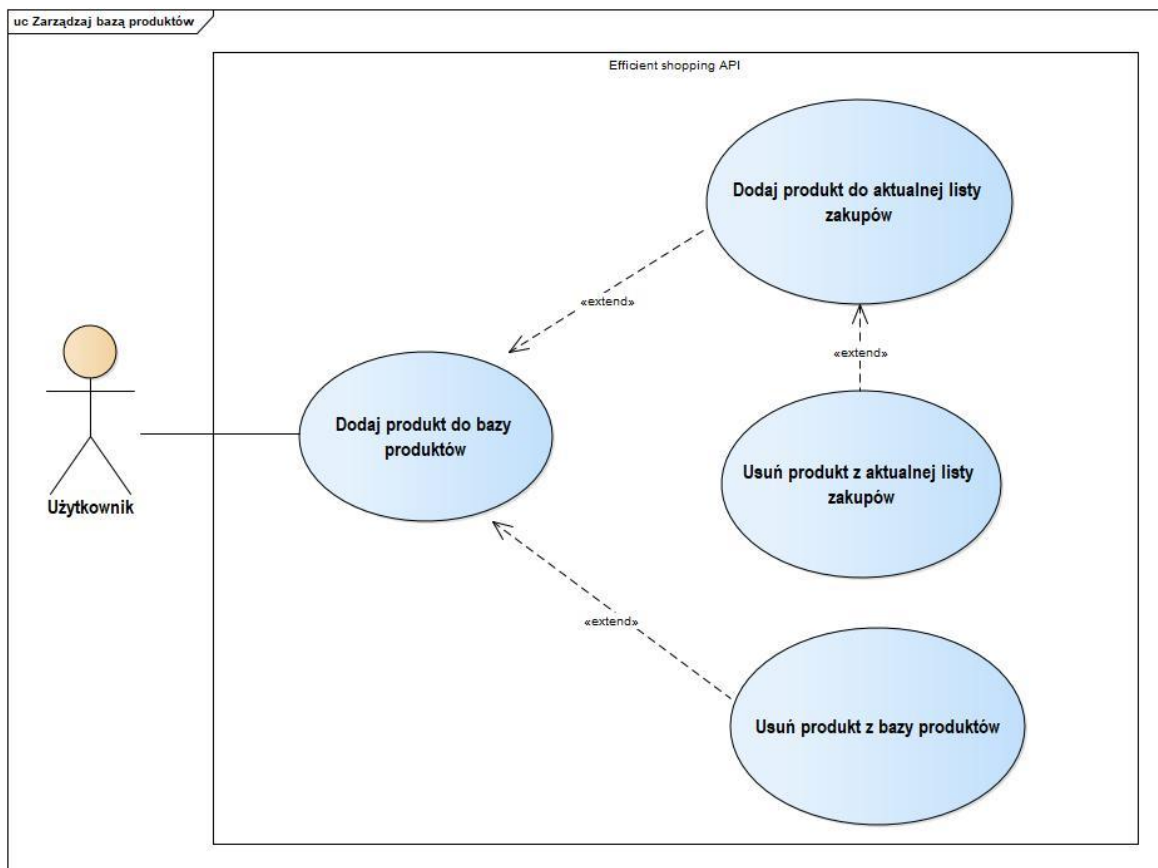 uc Zarządzaj bazą produktów
Efficient shopping API
Dodaj produkt do aktualnej listy
zakupów
«extend»
«extend»
Dodaj produkt do bazy
produktów
Usuń produkt z aktualnej listy
zakupów
Użytkownik
«extend»
Usuń produkt z bazy produktów